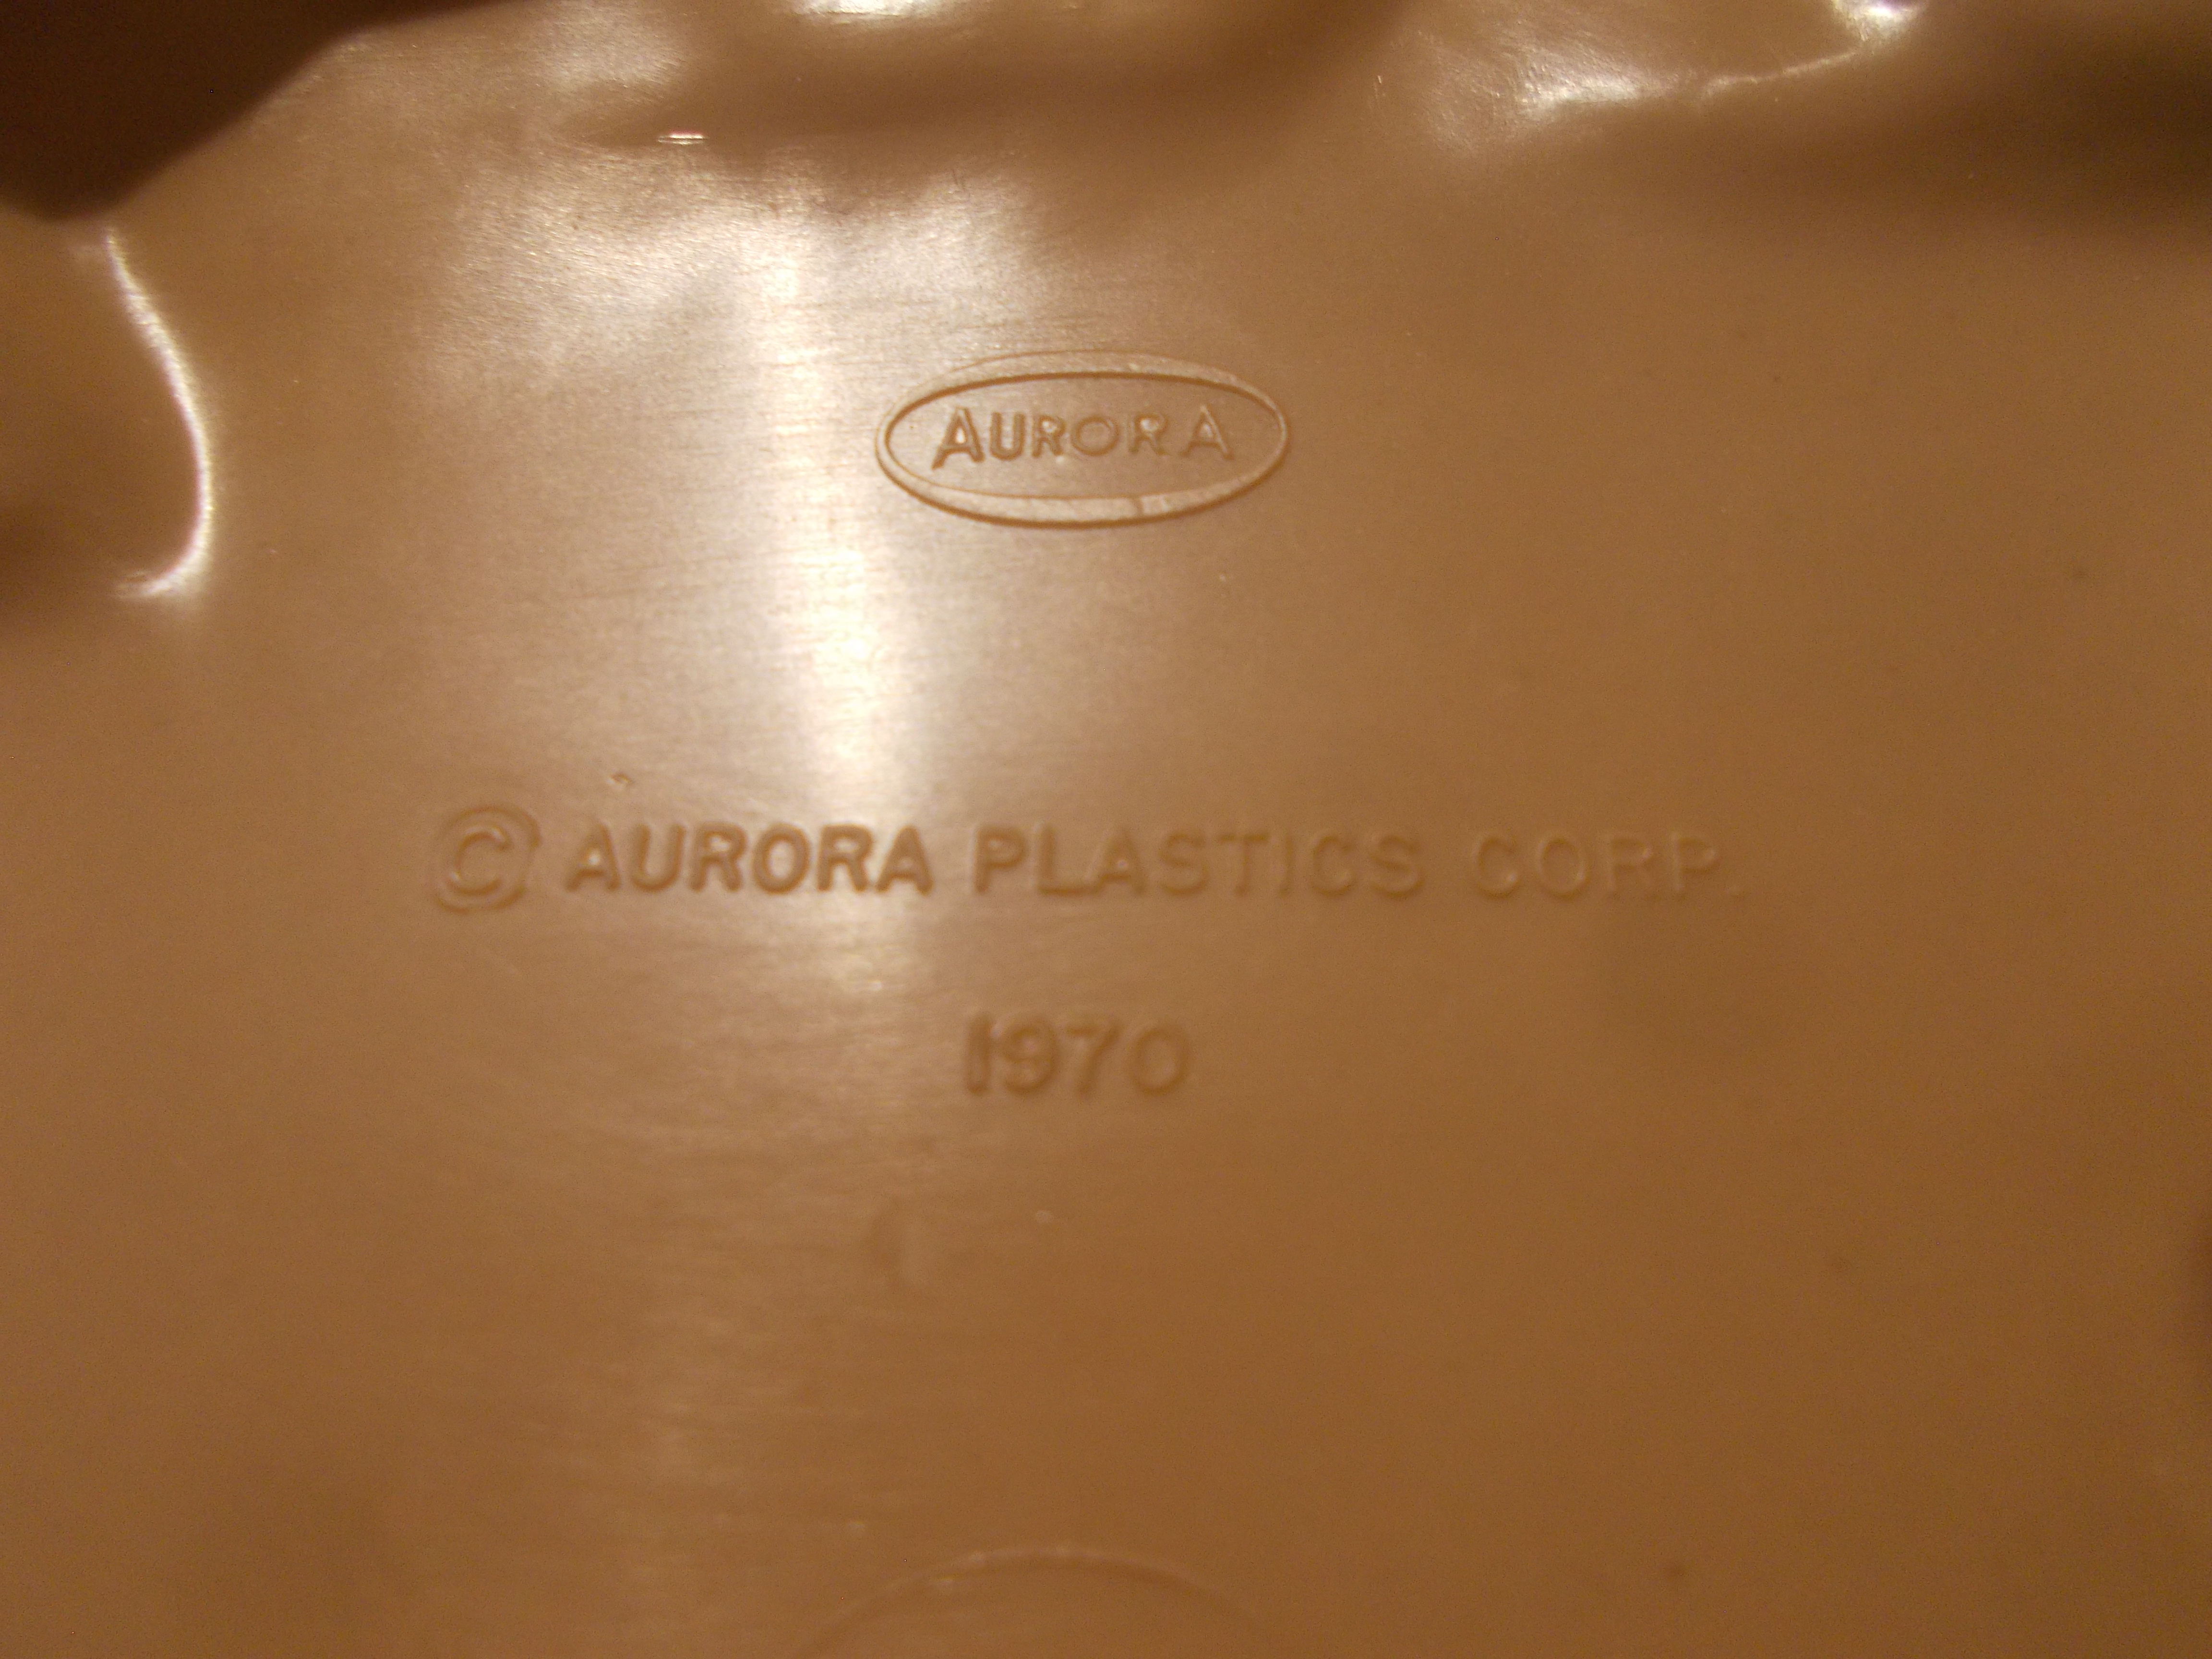 AURORA
© AURORA PLASTICS CORP.
1970